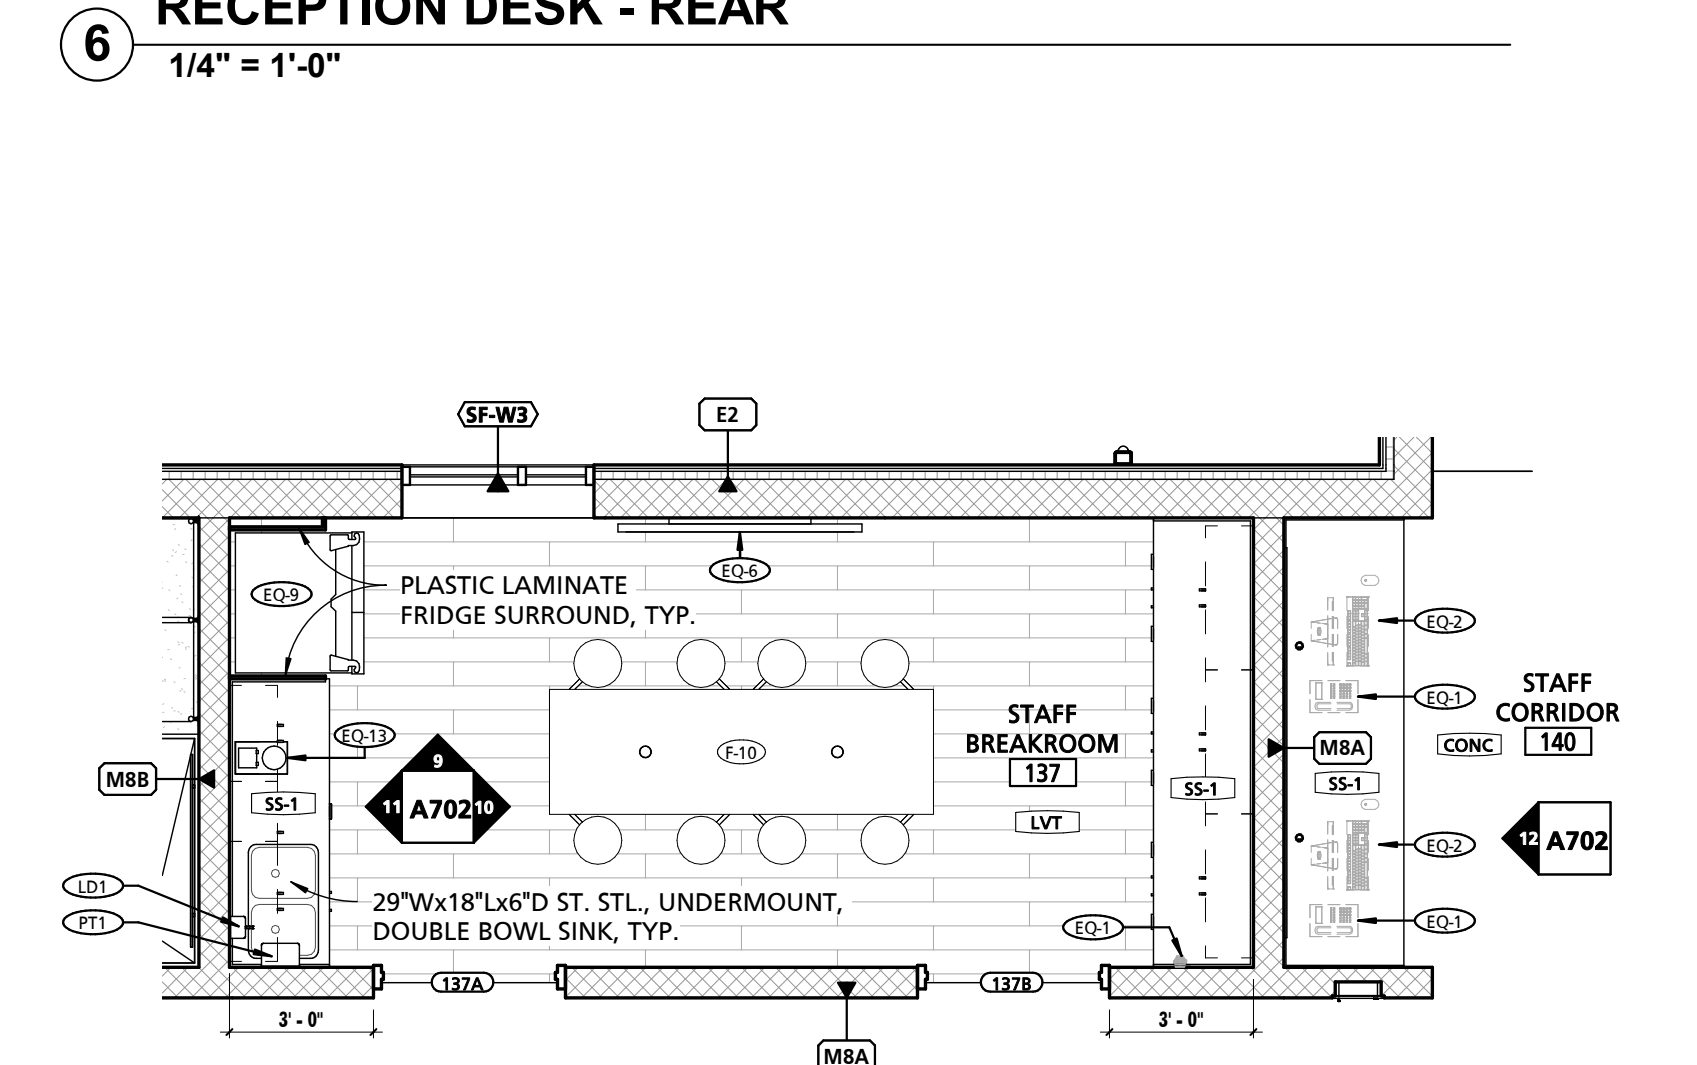 RECEPTION DESK - REAR
6
1/4" = 1'-0"
SF-W3
E2
EQ-6
EQ-9
PLASTIC LAMINATE
FRIDGE SURROUND, TYP.
EQ-2
EQ-1
STAFF
CORRIDOR
140
CONC
STAFF
BREAKROOM
137
LVT
F-10
EQ-13
M8A
M8B
SS-1
SS-1
SS-1
9
11
A702
10
12
A702
EQ-2
LD1
PT1
29"Wx18"Lx6"D ST. STL., UNDERMOUNT,
DOUBLE BOWL SINK, TYP.
EQ-1
EQ-1
137A
137B
3' - 0"
3' - 0"
M8A